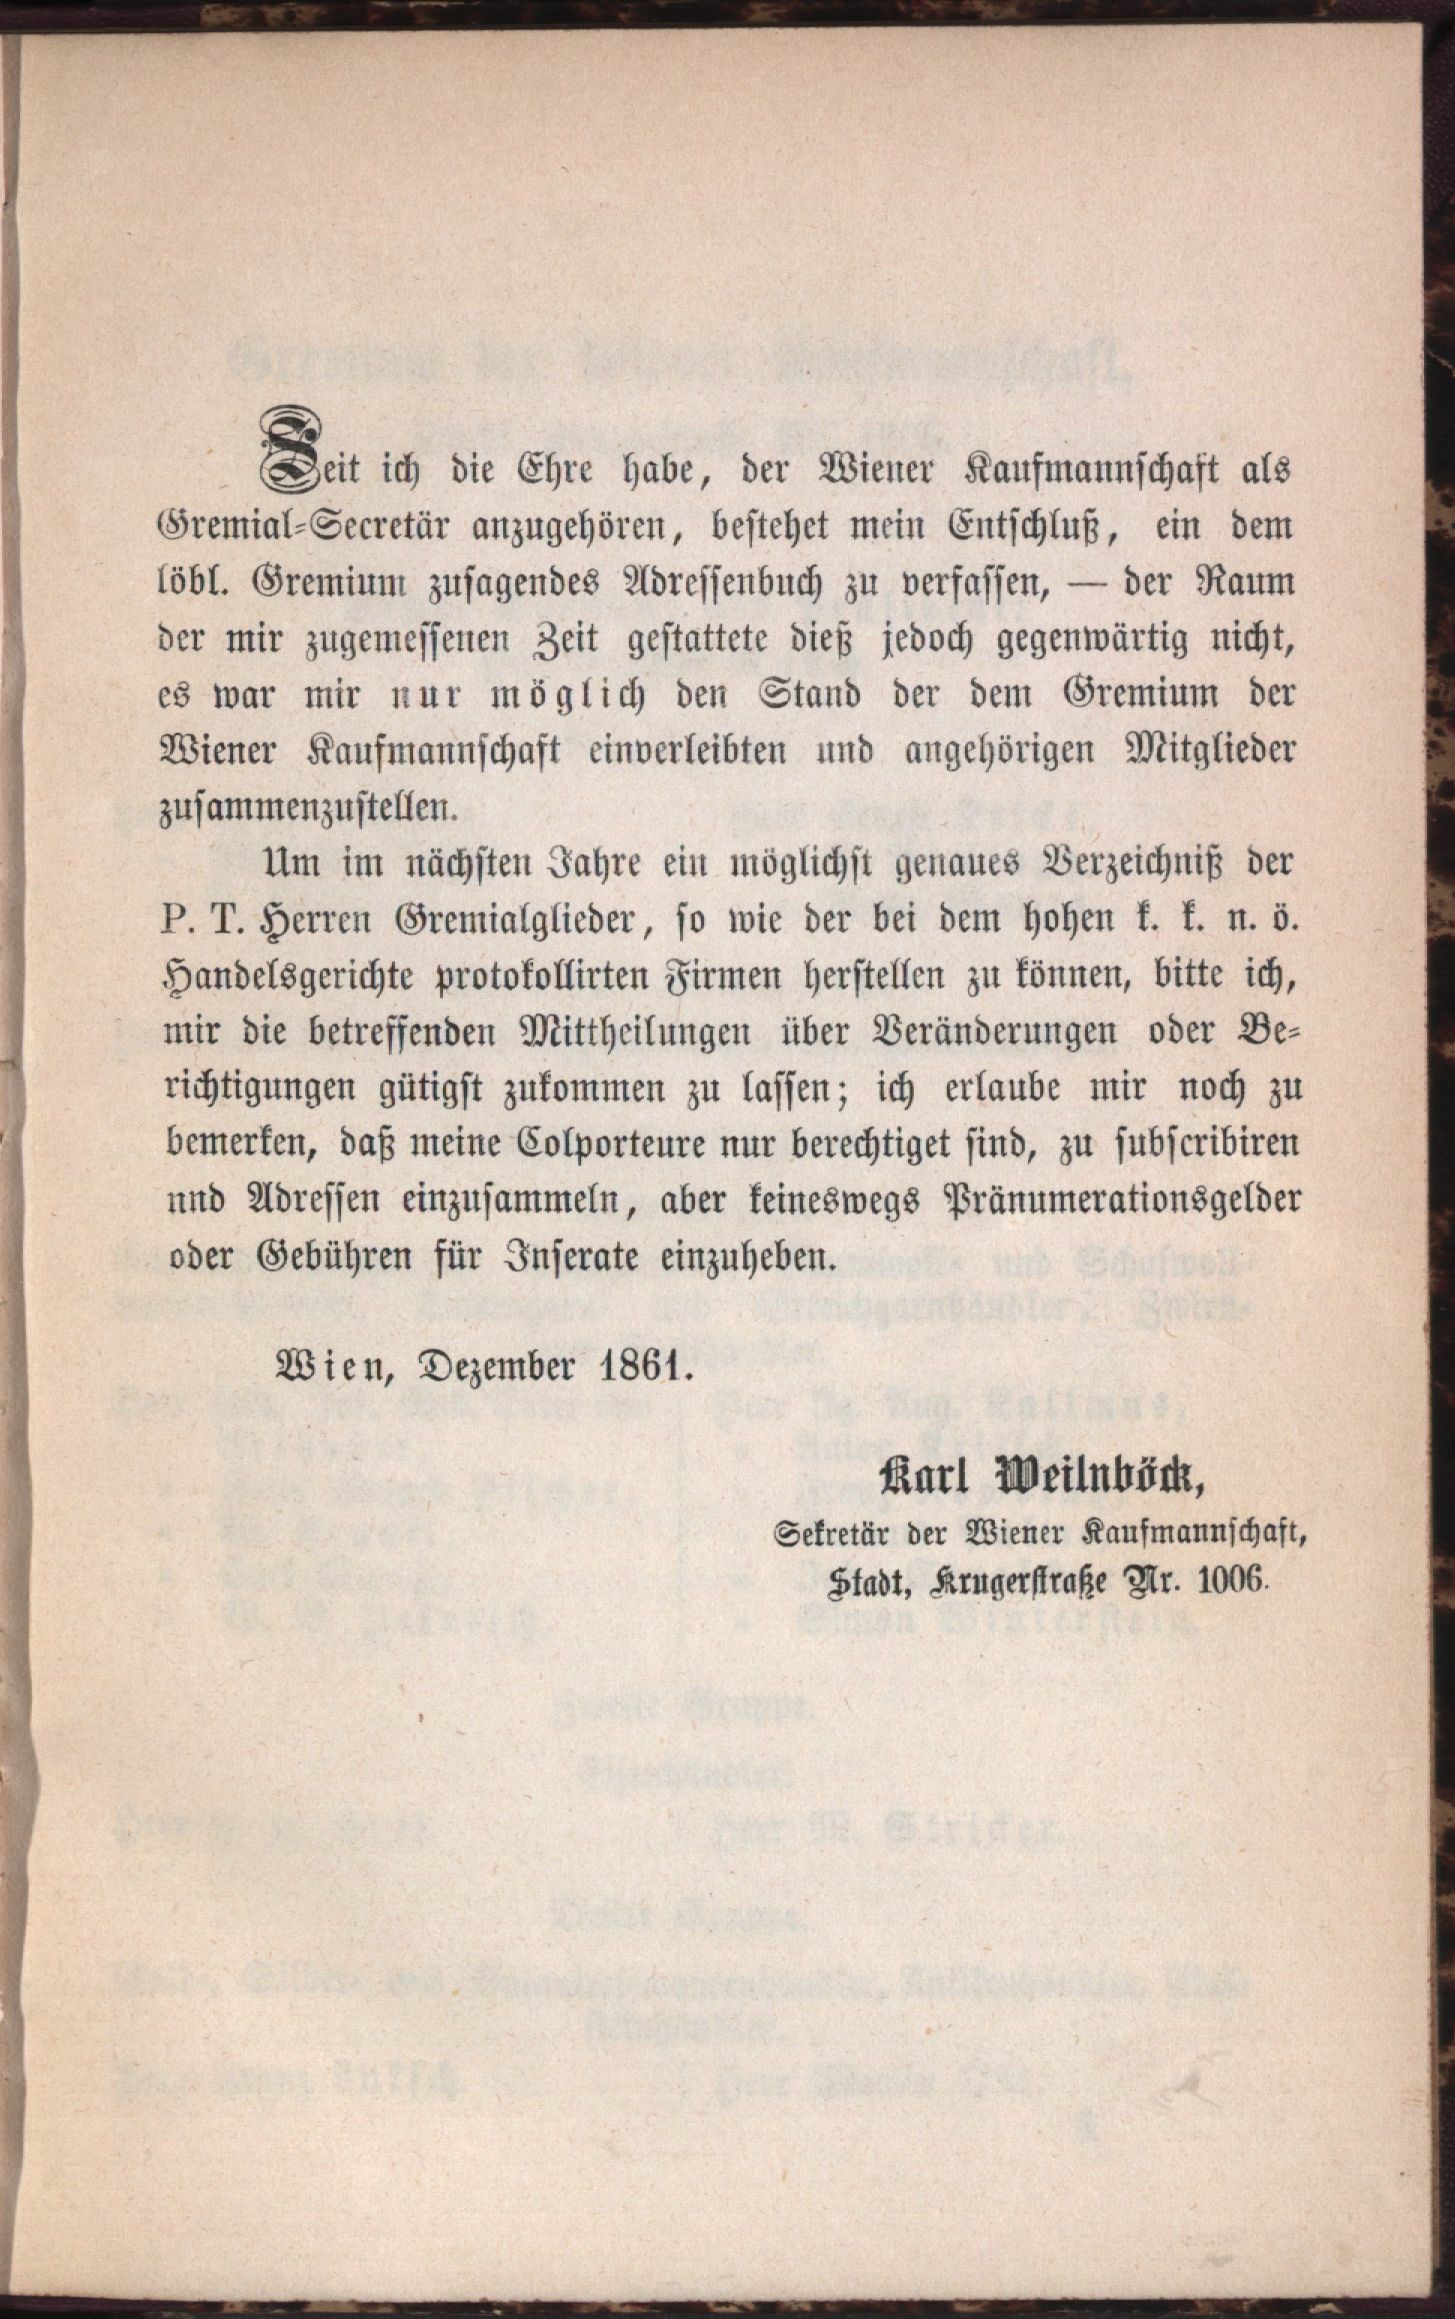 Seit ich die Ehre habe, der Wiener Kaufmannschaft als
Gremial-Secretär anzugehören, bestehet mein Entschluß, ein dem
löbl. Gremium zusagendes Adressenbuch zu verfassen, — der Raum
der mir zugemessenen Zeit gestattete dieß jedoch gegenwärtig nicht,
es war mir nur möglich den Stand der dem Gremium der
Wiener Kaufmannschaft einverleibten und angehörigen Mitglieder
zusammenzustellen.
Um im nächsten Jahre ein möglichst genaues Verzeichniß der
P. T. Herren Gremialglieder, so wie der bei dem hohen k. k. n. ö.
Handelsgerichte protokollirten Firmen herstellen zu können, bitte ich,
mir die betreffenden Mittheilungen über Veränderungen oder Be-
richtigungen gütigst zukommen zu lassen; ich erlaube mir noch zu
bemerken, daß meine Colporteure nur berechtiget sind, zu subscribiren
und Adressen einzusammeln, aber keineswegs Pränumerationsgelder
oder Gebühren für Inserate einzuheben.
Wien, Dezember 1861.
Karl Weilnböck,
Sekretär der Wiener Kaufmannschaft,
Stadt, Krugerstraße Nr. 1006.